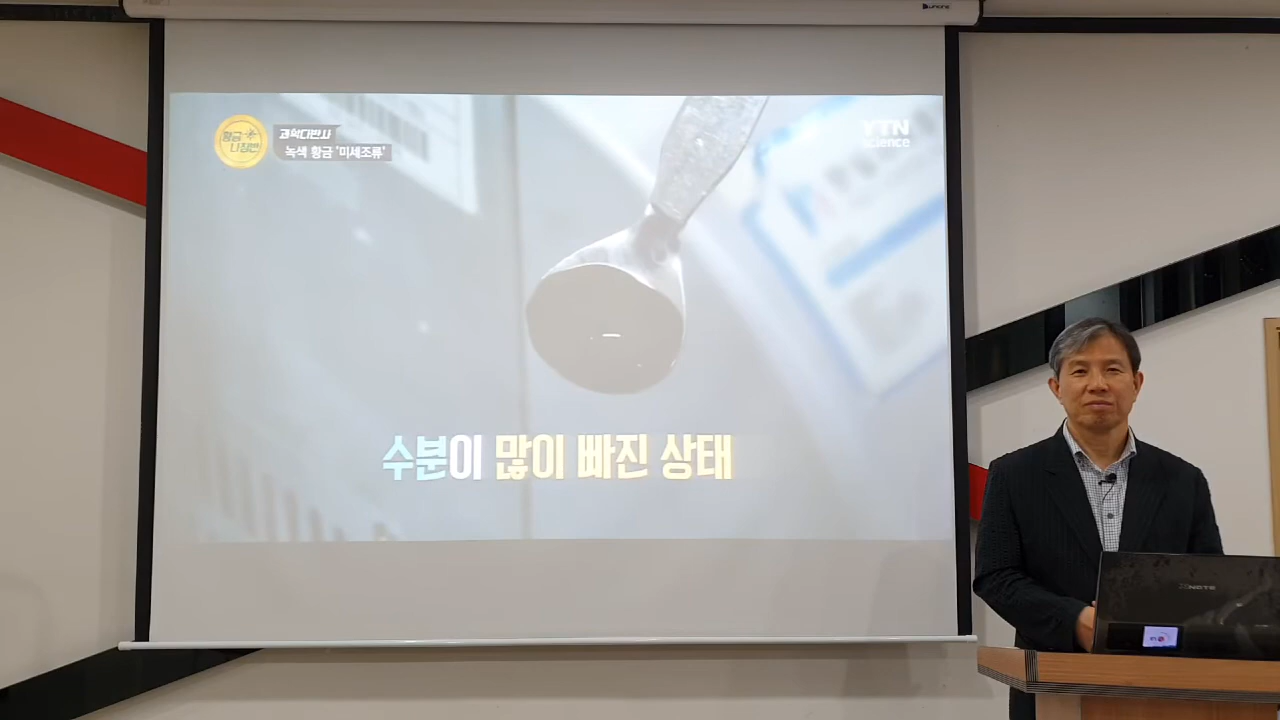 황금
나침반
과학다반사
녹색 황금 '미세조류'
YTN
science
수분이 많이 빠진 상태
XNOTE